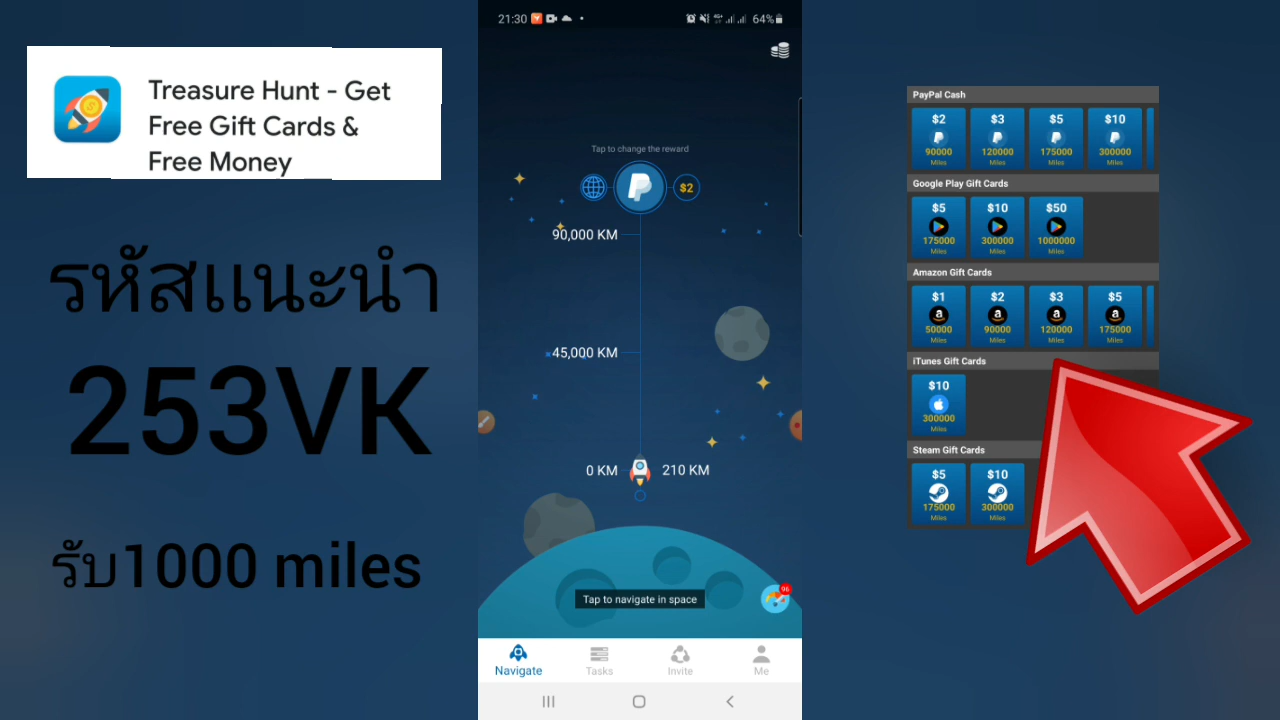 Treasure Hunt - Get
Free Gift Cards &
Free Money
รหัสแนะนำ
253VK
รับ1000 miles
21:30
64%
Tap to change the reward
$2
90,000 KM
45,000 KM
0 KM
210 KM
Tap to navigate in space
96
Navigate
Tasks
Invite
Me
PayPal Cash
$2 $3 $5 $10
90000 120000 175000 300000
Miles Miles Miles Miles
Google Play Gift Cards
$5 $10 $50
175000 300000 1000000
Miles Miles Miles
Amazon Gift Cards
$1 $2 $3 $5
50000 90000 120000 175000
Miles Miles Miles Miles
iTunes Gift Cards
$10
300000
Miles
Steam Gift Cards
$5 $10
175000 300000
Miles Miles